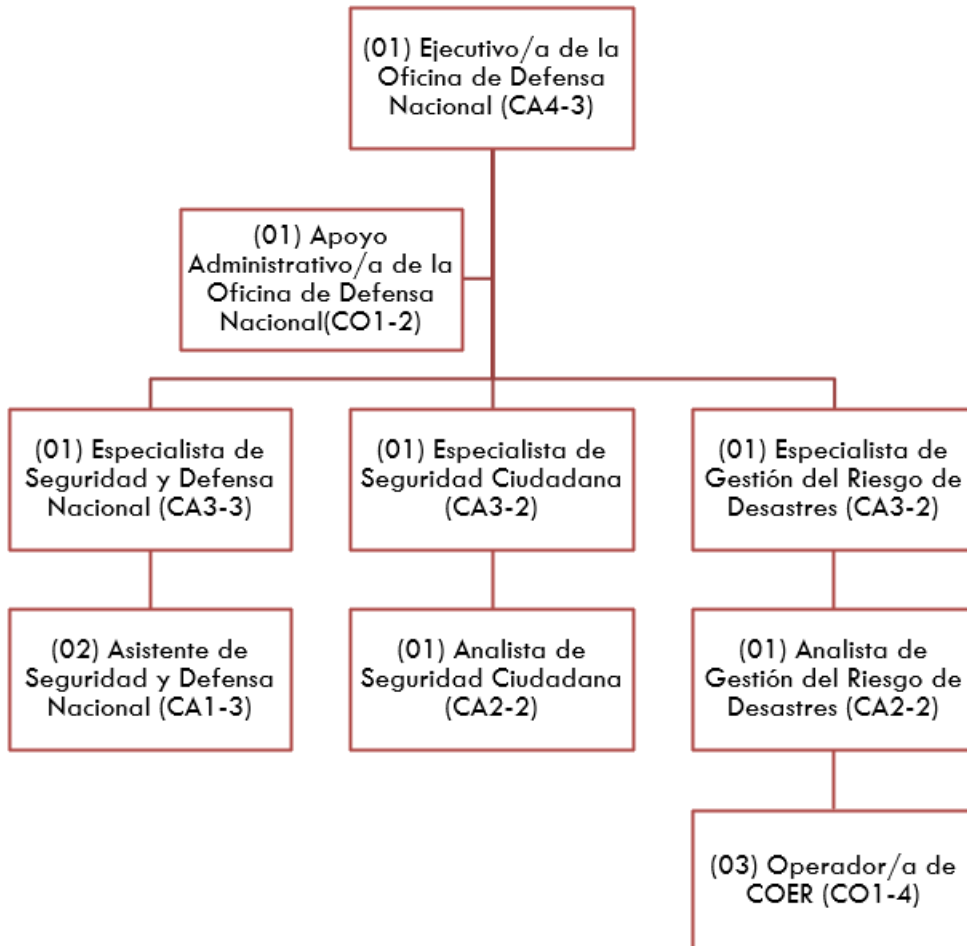 (01) Ejecutivo/a de la
Oficina de Defensa
Nacional (CA4-3)
(01) Apoyo
Administrativo/a de la
Oficina de Defensa
Nacional(CO1-2)
(01) Especialista de
Seguridad y Defensa
Nacional (CA3-3)
(01) Especialista de
Seguridad Ciudadana
(CA3-2)
(01) Especialista de
Gestión del Riesgo de
Desastres (CA3-2)
(02) Asistente de
Seguridad y Defensa
Nacional (CA1-3)
(01) Analista de
Seguridad Ciudadana
(CA2-2)
(01) Analista de
Gestión del Riesgo de
Desastres (CA2-2)
(03) Operador/a de
COER (CO1-4)